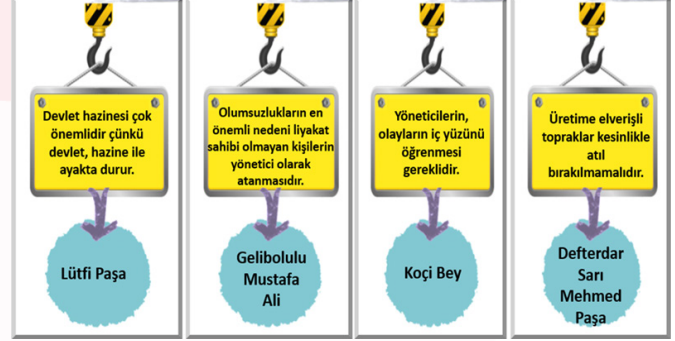 Devlet hazinesi çok
önemlidir çünkü
devlet, hazine ile
ayakta durur.
Lütfi Paşa
Olumsuzlukların en
önemli nedeni liyakat
sahibi olmayan kişilerin
yönetici olarak
atanmasıdır.
Gelibolulu
Mustafa
Ali
Yöneticilerin,
olayların iç yüzünü
öğrenmesi
gereklidir.
Koçi Bey
Üretime elverişli
topraklar kesinlikle
atıl
bırakılmamalıdır.
Defterdar
Sarı
Mehmed
Paşa